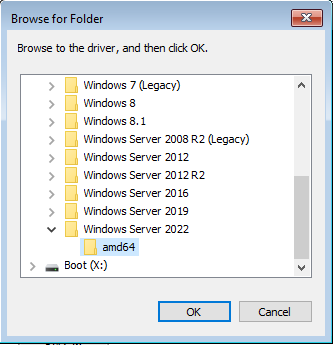 Browse for Folder
Browse to the driver, and then click OK.
Windows 7 (Legacy)
Windows 8
Windows 8.1
Windows Server 2008 R2 (Legacy)
Windows Server 2012
Windows Server 2012 R2
Windows Server 2016
Windows Server 2019
Windows Server 2022
amd64
Boot (X:)
OK
Cancel